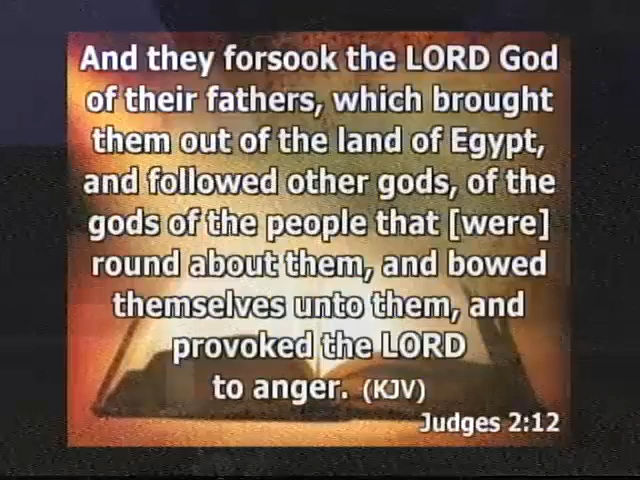 And they forsook the LORD God
of their fathers, which brought
them out of the land of Egypt,
and followed other gods, of the
gods of the people that [were]
round about them, and bowed
themselves unto them, and
provoked the LORD
to anger. (KJV)
Judges 2:12